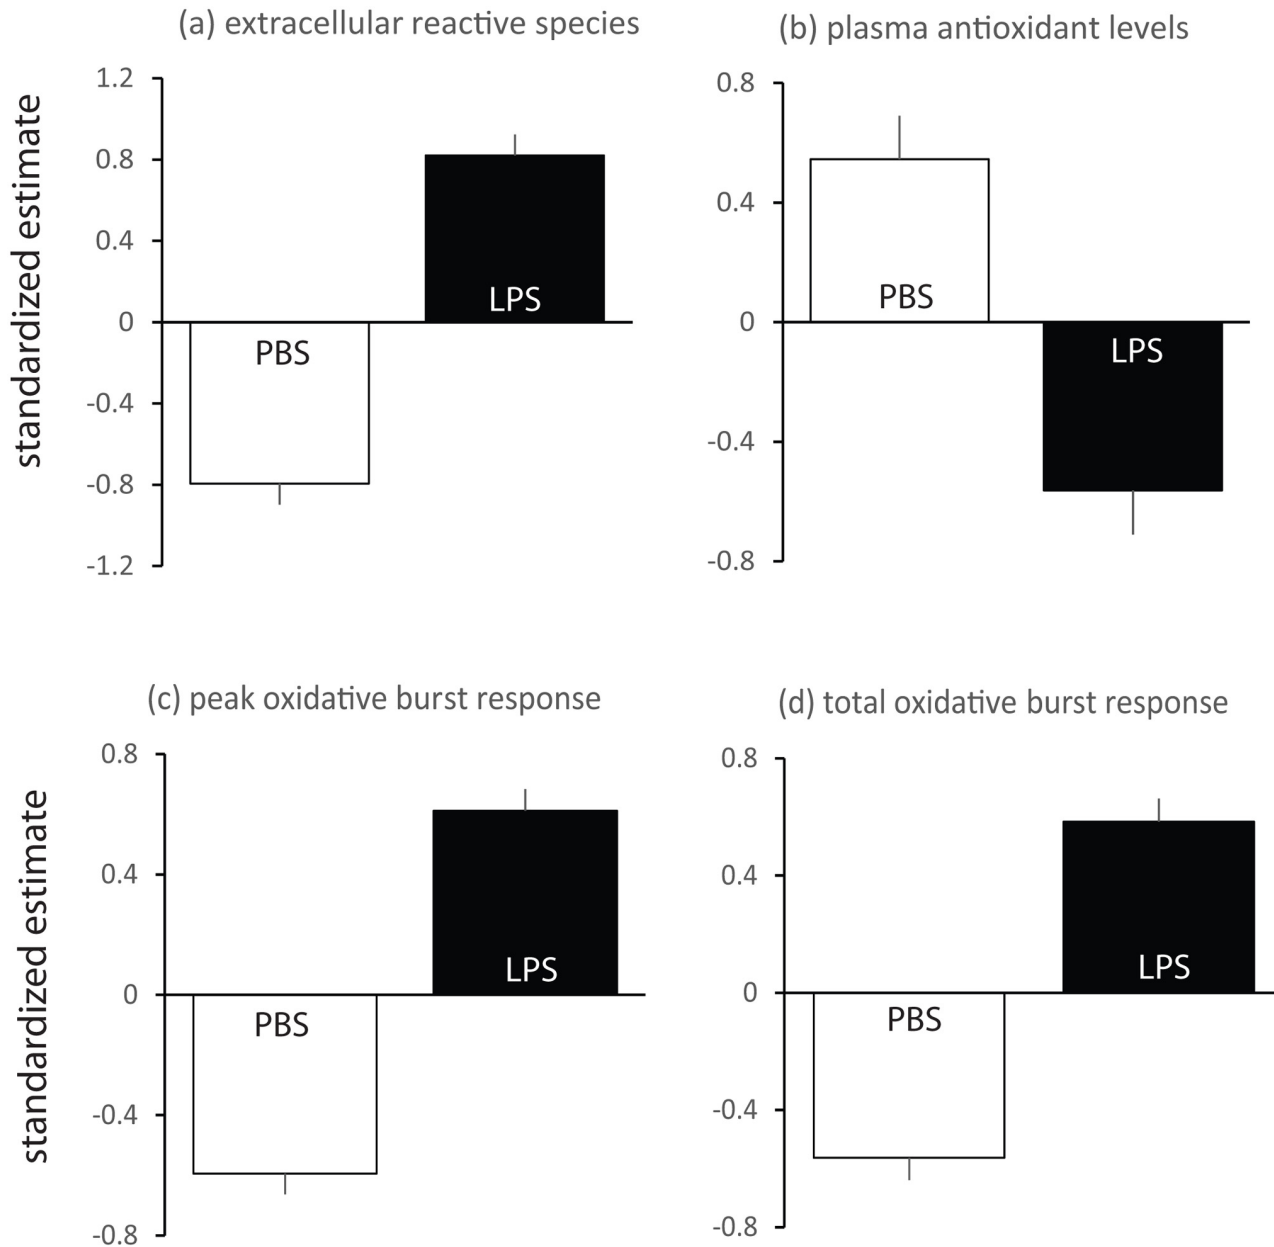 (a) extracellular reactive species
standardized estimate
1.2
0.8
0.4
0
-0.4
-0.8
-1.2
PBS
LPS
(b) plasma antioxidant levels
0.8
0.4
0
-0.4
-0.8
PBS
LPS
(c) peak oxidative burst response
standardized estimate
0.8
0.4
0
-0.4
-0.8
PBS
LPS
(d) total oxidative burst response
0.8
0.4
0
-0.4
-0.8
PBS
LPS